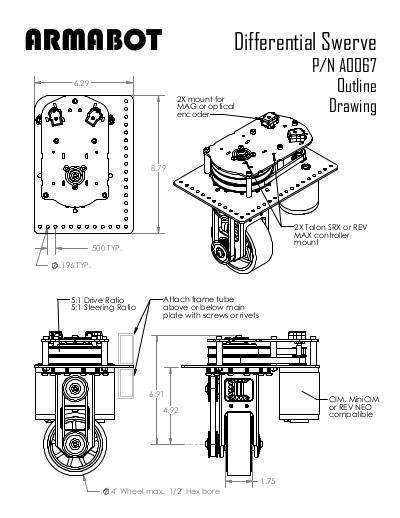 ARMABOT
Differential Swerve
P/N A0067
Outline
Drawing
6.29
2X mount for
MAG or optical
encoder
8.79
2X Talon SRX or REV
MAX controller
mount
.500 TYP.
Ø.196 TYP.
5:1 Drive Ratio
5:1 Steering Ratio
Attach frame tube
above or below main
plate with screws or rivets
6.91
4.92
CIM, MiniCIM
or REV NEO
compatible
1.75
Ø 4" Wheel max., 1/2" Hex bore